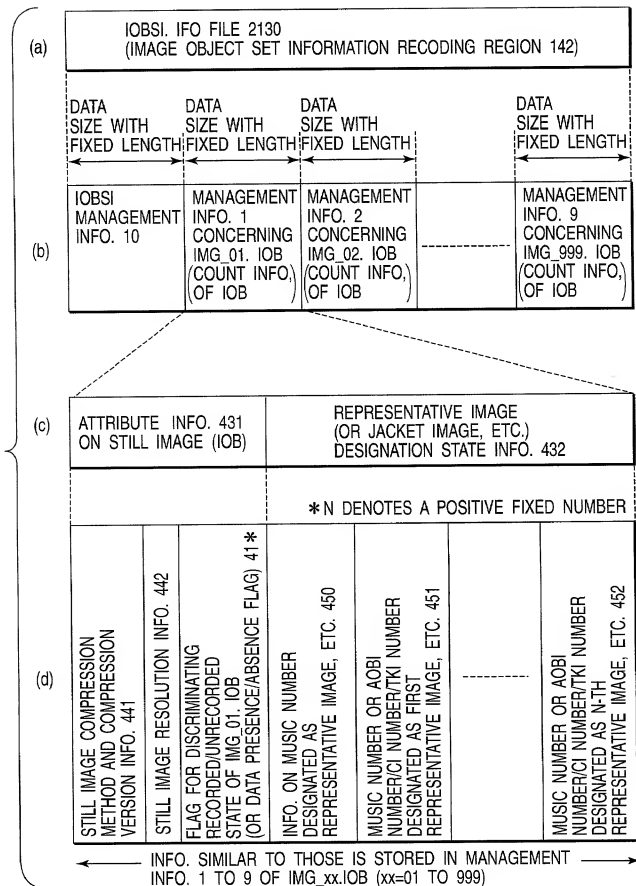 (a)
IOBSI. IFO FILE 2130
(IMAGE OBJECT SET INFORMATION RECODING REGION 142)
DATA
SIZE WITH
FIXED LENGTH
DATA
SIZE WITH
FIXED LENGTH
DATA
SIZE WITH
FIXED LENGTH
DATA
SIZE WITH
FIXED LENGTH
(b)
IOBSI
MANAGEMENT
INFO. 10
MANAGEMENT
INFO. 1
CONCERNING
IMG_01. IOB
(COUNT INFO,)
OF IOB
MANAGEMENT
INFO. 2
CONCERNING
IMG_02. IOB
(COUNT INFO,)
OF IOB
MANAGEMENT
INFO. 9
CONCERNING
IMG_999. IOB
(COUNT INFO,)
OF IOB
(c)
ATTRIBUTE INFO. 431
ON STILL IMAGE (IOB)
REPRESENTATIVE IMAGE
(OR JACKET IMAGE, ETC.)
DESIGNATION STATE INFO. 432
*N DENOTES A POSITIVE FIXED NUMBER
(d)
STILL IMAGE COMPRESSION
METHOD AND COMPRESSION
VERSION INFO. 441
STILL IMAGE RESOLUTION INFO. 442
FLAG FOR DISCRIMINATING
RECORDED/UNRECORDED
STATE OF IMG_01. IOB
(OR DATA PRESENCE/ABSENCE FLAG) 41*
INFO. ON MUSIC NUMBER
DESIGNATED AS
REPRESENTATIVE IMAGE, ETC. 450
MUSIC NUMBER OR AOBI
NUMBER/CI NUMBER/TKI NUMBER
DESIGNATED AS FIRST
REPRESENTATIVE IMAGE, ETC. 451
MUSIC NUMBER OR AOBI
NUMBER/CI NUMBER/TKI NUMBER
DESIGNATED AS N-TH
REPRESENTATIVE IMAGE, ETC. 452
INFO. SIMILAR TO THOSE IS STORED IN MANAGEMENT
INFO. 1 TO 9 OF IMG_xx.IOB (xx=01 TO 999)